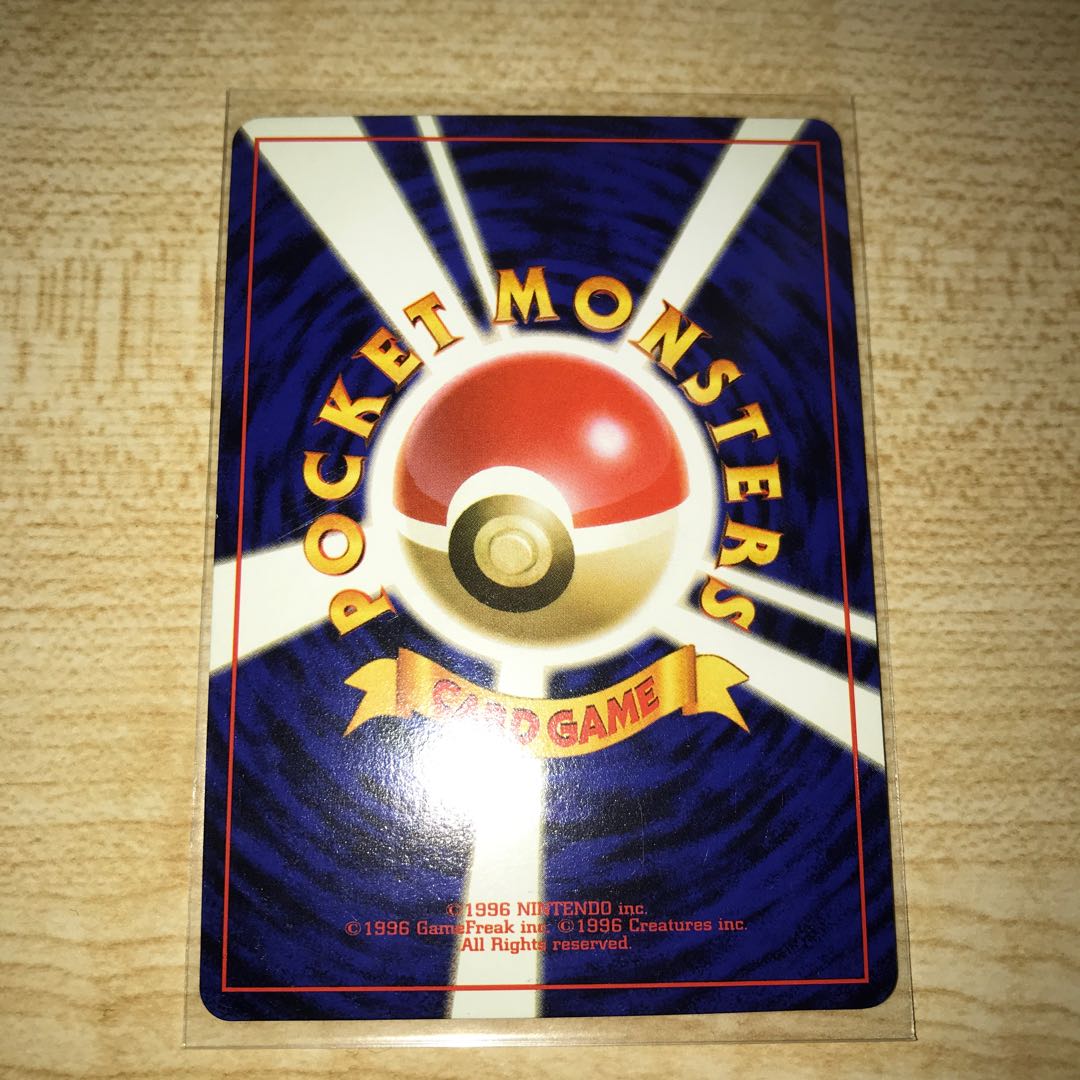 POCKET MONSTERS
CARD GAME
©1996 NINTENDO inc.
©1996 GameFreak inc. ©1996 Creatures inc.
All Rights reserved.